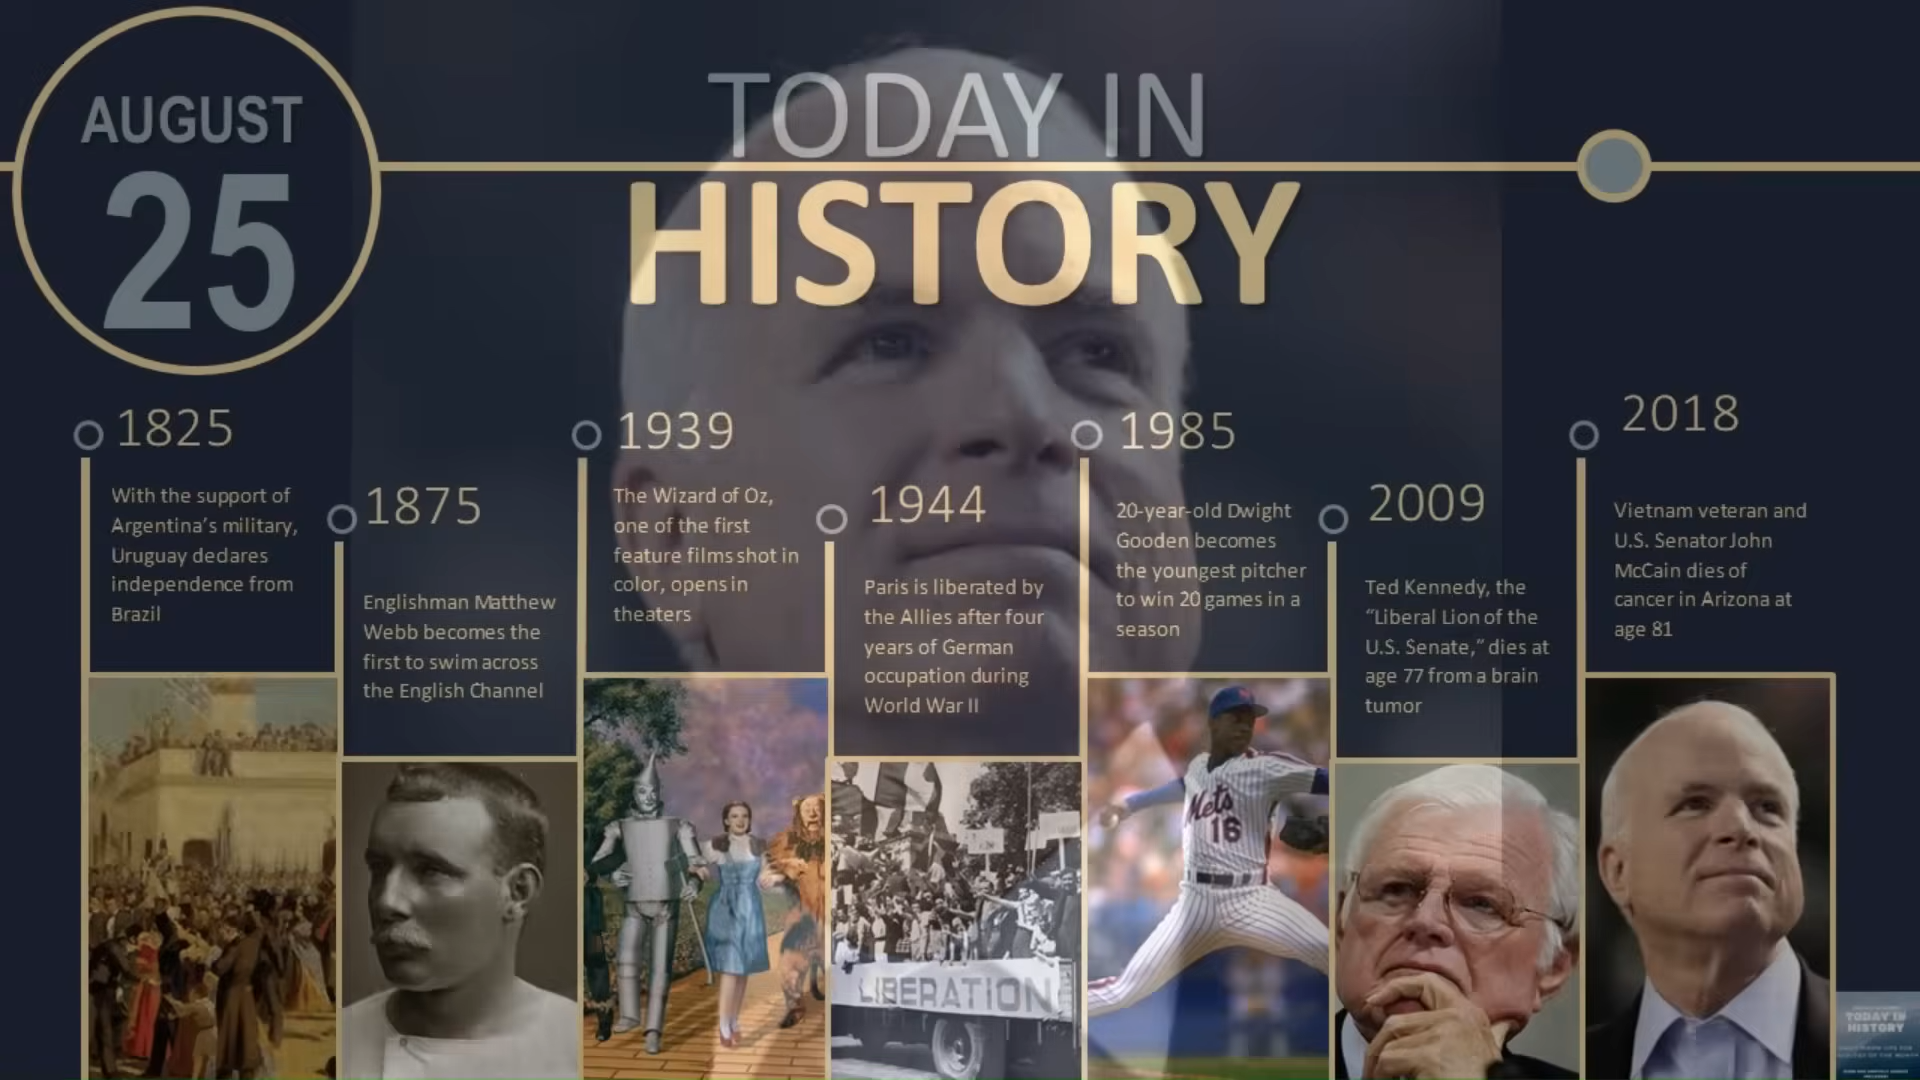 AUGUST
25
TODAY IN
HISTORY
1825
With the support of
Argentina's military,
Uruguay declares
independence from
Brazil
1875
Englishman Matthew
Webb becomes the
first to swim across
the English Channel
1939
The Wizard of Oz,
one of the first
feature films shot in
color, opens in
theaters
1944
Paris is liberated by
the Allies after four
years of German
occupation during
World War II
1985
20-year-old Dwight
Gooden becomes
the youngest pitcher
to win 20 games in a
season
2009
Ted Kennedy, the
“Liberal Lion of the
U.S. Senate,” dies at
age 77 from a brain
tumor
2018
Vietnam veteran and
U.S. Senator John
McCain dies of
cancer in Arizona at
age 81
LIBERATION
Mets
16
TODAY IN
HISTORY